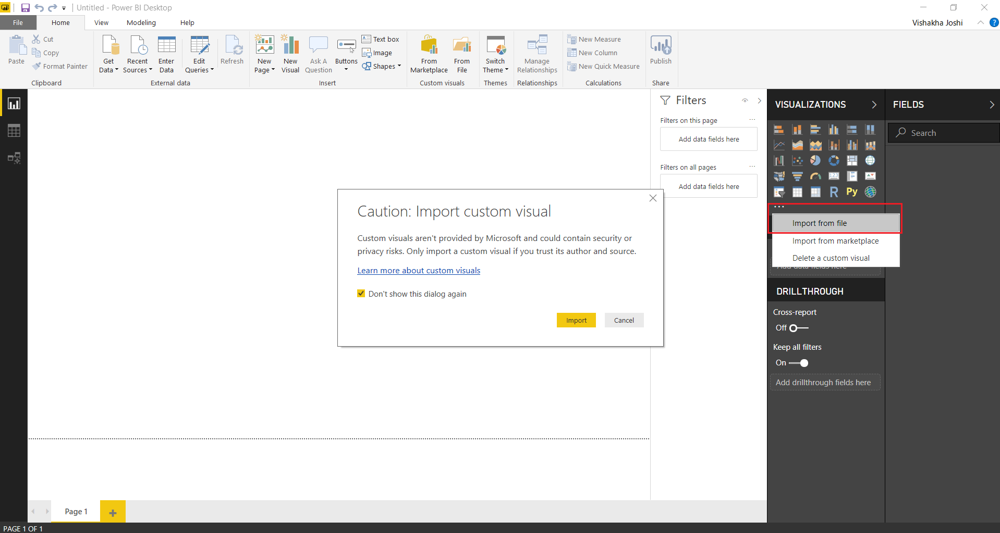 Untitled - Power BI Desktop
File Home View Modeling Help Vishakha Joshi ?
Paste
Cut
Copy
Format Painter
Clipboard
Get Data
Recent Sources
Enter Data
Edit Queries
Refresh
External data
New Page
New Visual
Ask A Question
Buttons
Text box
Image
Shapes
Insert
From Marketplace
From File
Custom visuals
Switch Theme
Themes
Manage Relationships
Relationships
New Measure
New Column
New Quick Measure
Calculations
Publish
Share
Filters
Filters on this page ...
Add data fields here
Filters on all pages ...
Add data fields here
VISUALIZATIONS
123
R Py
...
Import from file
Import from marketplace
Delete a custom visual
Add data fields here
DRILLTHROUGH
Cross-report
Off
Keep all filters
On
Add drillthrough fields here
FIELDS
Search
Caution: Import custom visual
Custom visuals aren't provided by Microsoft and could contain security or
privacy risks. Only import a custom visual if you trust its author and source.
Learn more about custom visuals
Don't show this dialog again
Import Cancel
Page 1 +
PAGE 1 OF 1